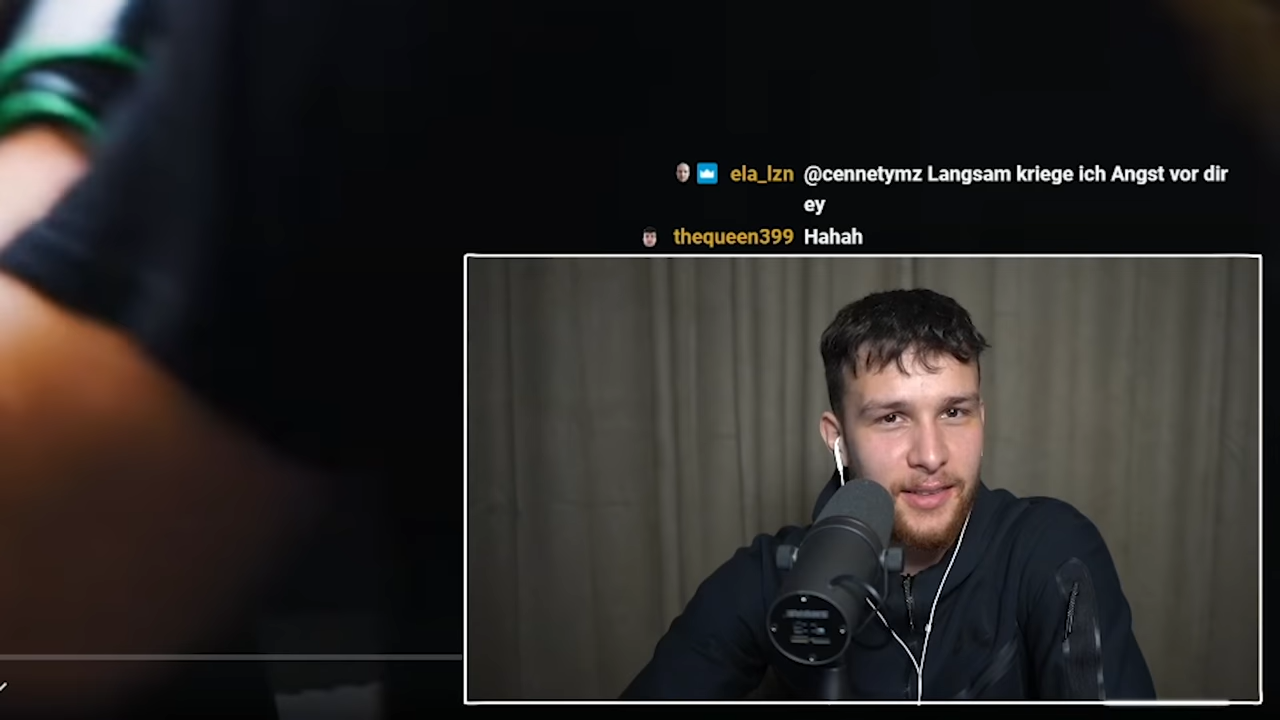 ela_lzn @cennetymz Langsam kriege ich Angst vor dir
ey
thequeen399 Hahah